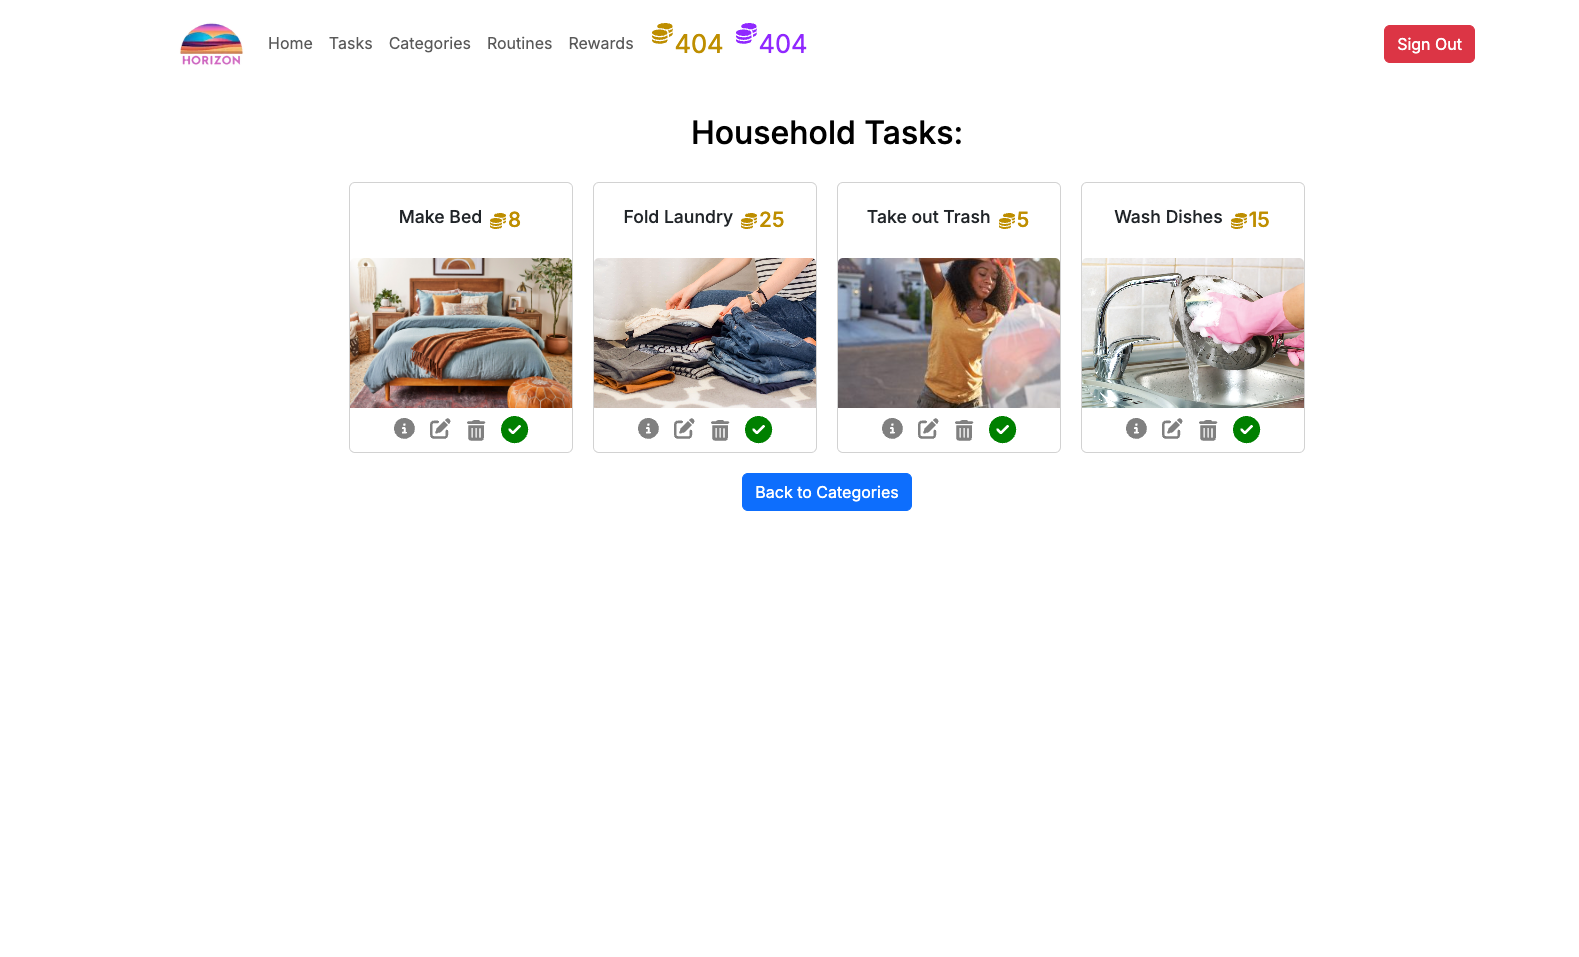 HORIZON
Home Tasks Categories Routines Rewards 404 404 Sign Out
Household Tasks:
Make Bed 8
Fold Laundry 25
Take out Trash 5
Wash Dishes 15
Back to Categories